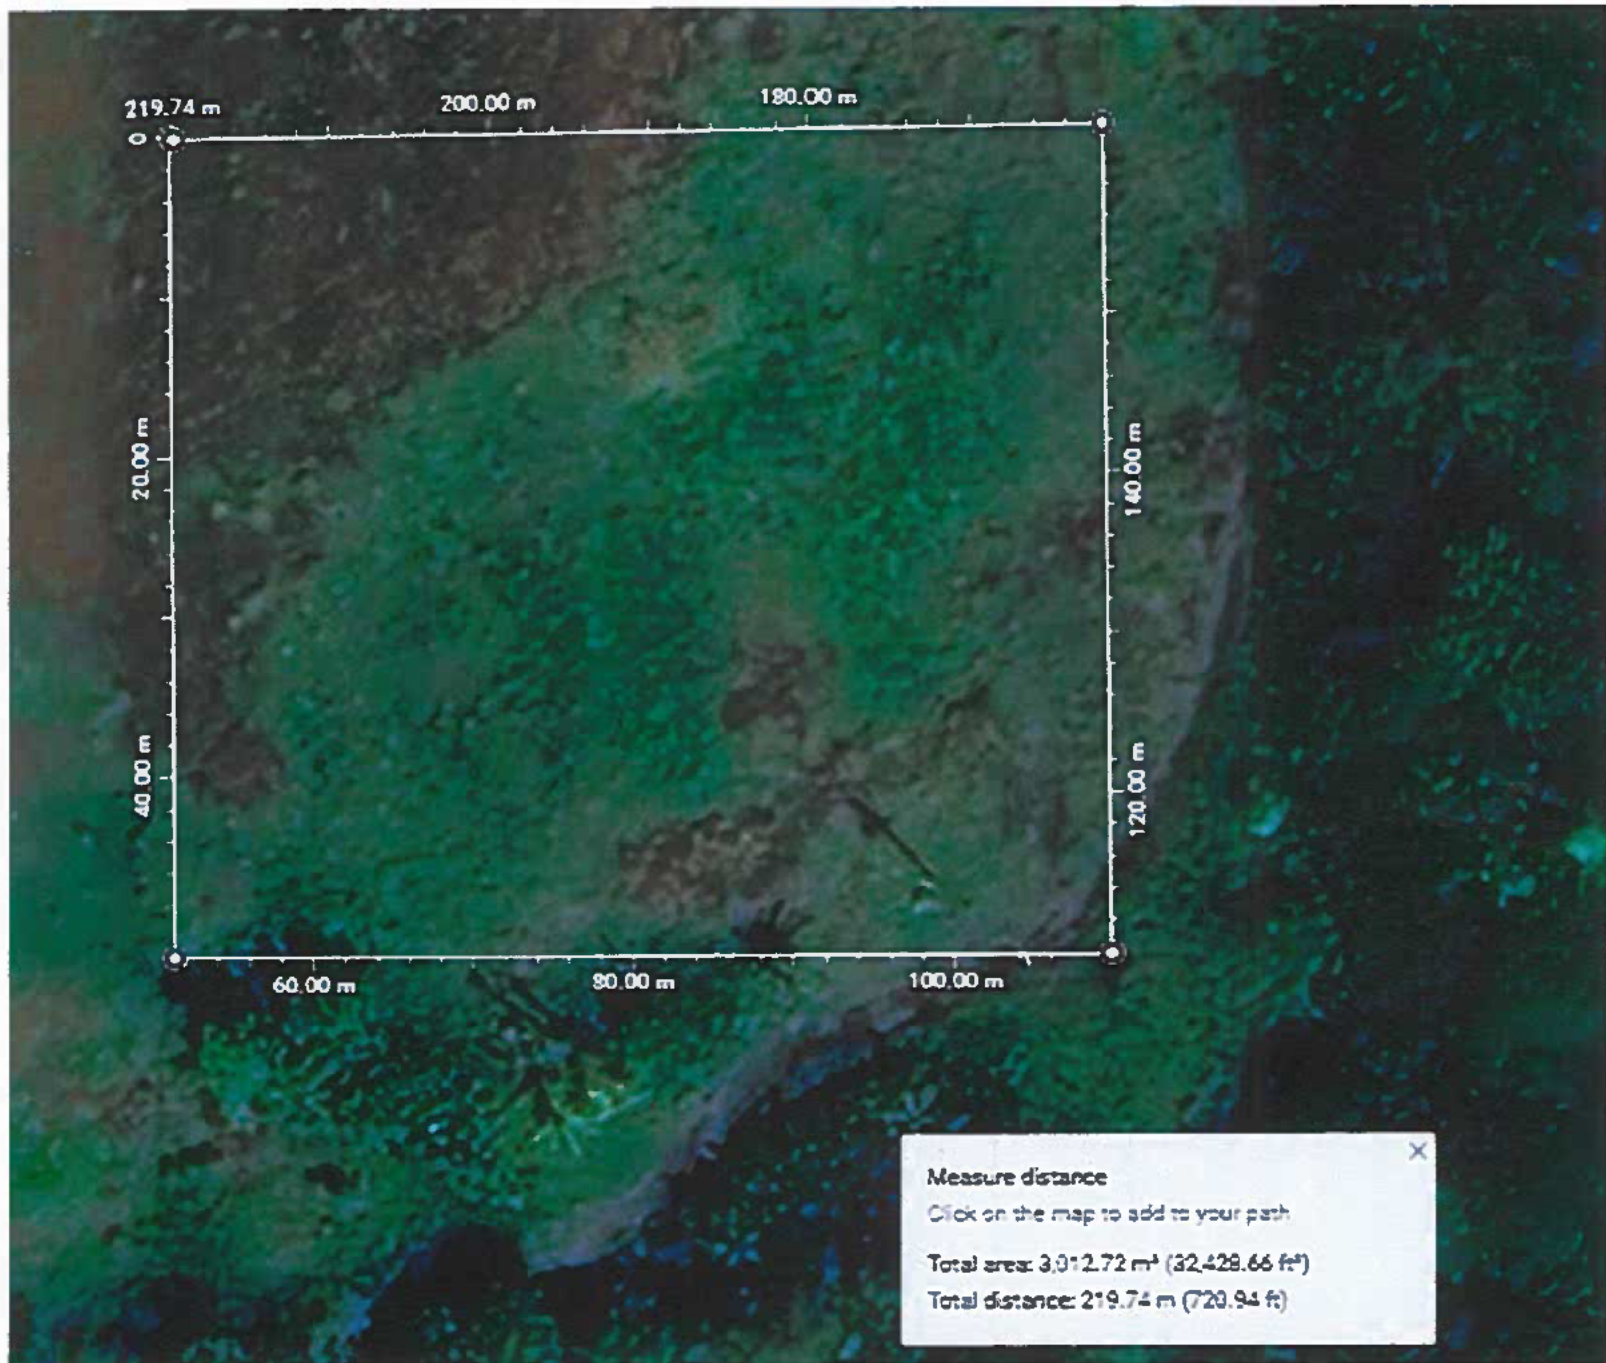 219.74 m
200.00 m
180.00 m
0
20.00 m
140.00 m
40.00 m
120.00 m
60.00 m
80.00 m
100.00 m
×
Measure distance
Click on the map to add to your path
Total area: 3,012.72 m² (32,428.66 ft²)
Total distance: 219.74 m (720.94 ft)